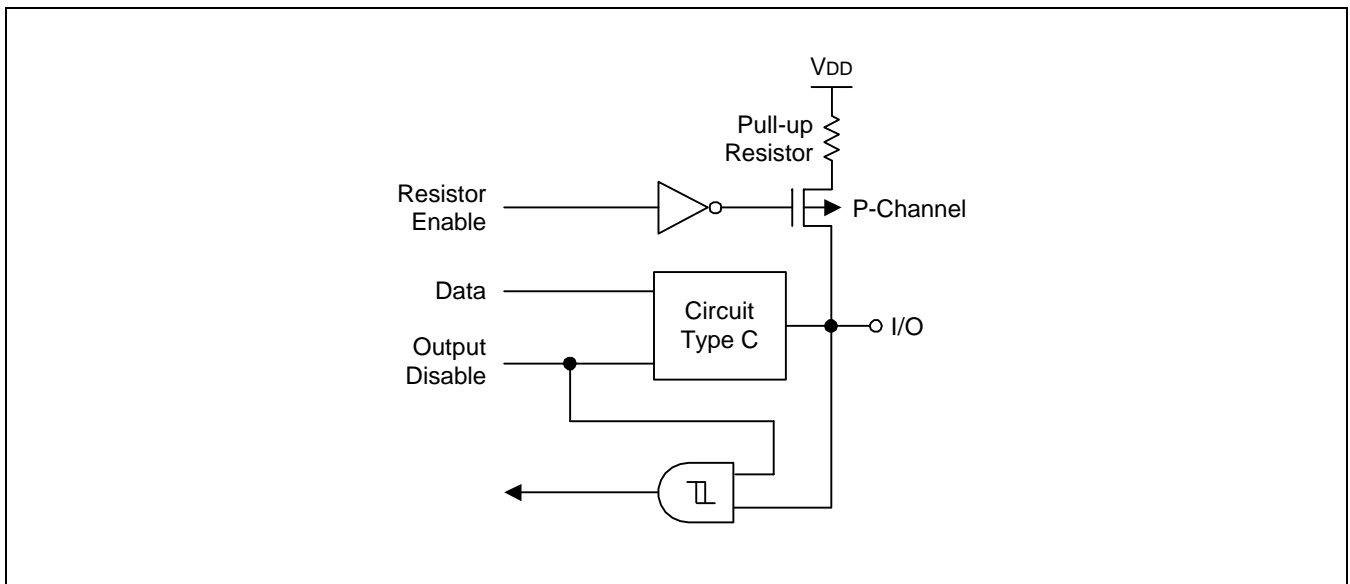 VDD
Pull-up
Resistor
Resistor
Enable
P-Channel
Data
Circuit
Type C
I/O
Output
Disable